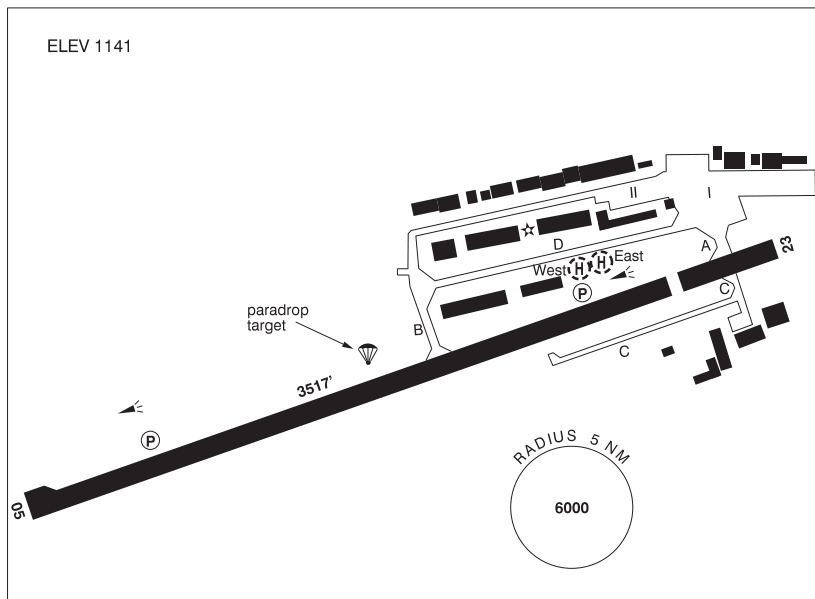 ELEV 1141
II
I
23
D
A
East
West
H
H
P
C
paradrop
target
B
C
3517'
P
05
RADIUS 5 NM
6000